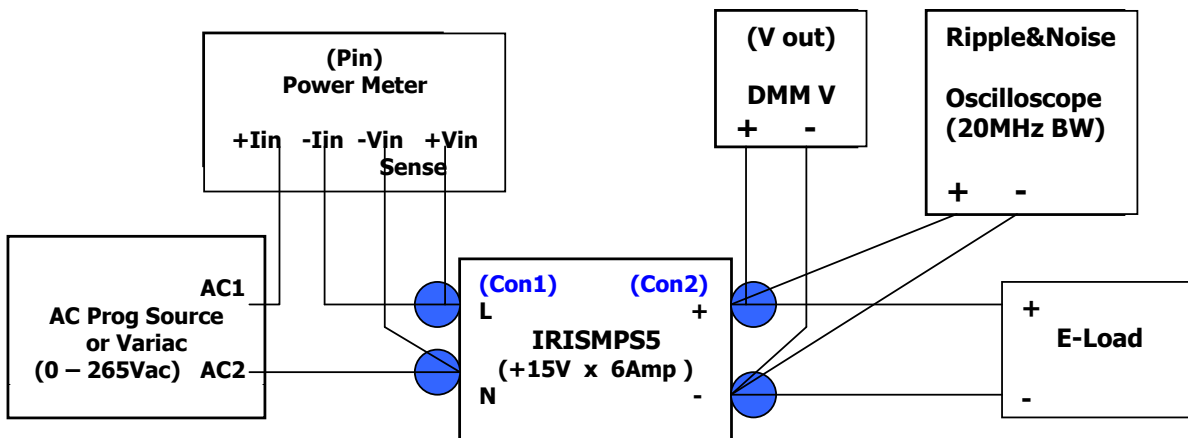 (Pin)
Power Meter
+Iin -Iin -Vin +Vin
Sense
(V out)
DMM V
+ -
Ripple&Noise
Oscilloscope
(20MHz BW)
+ -
AC1
AC Prog Source
or Variac
(0 – 265Vac) AC2
(Con1) (Con2)
L +
IRISMPS5
(+15V x 6Amp )
N -
+
E-Load
-